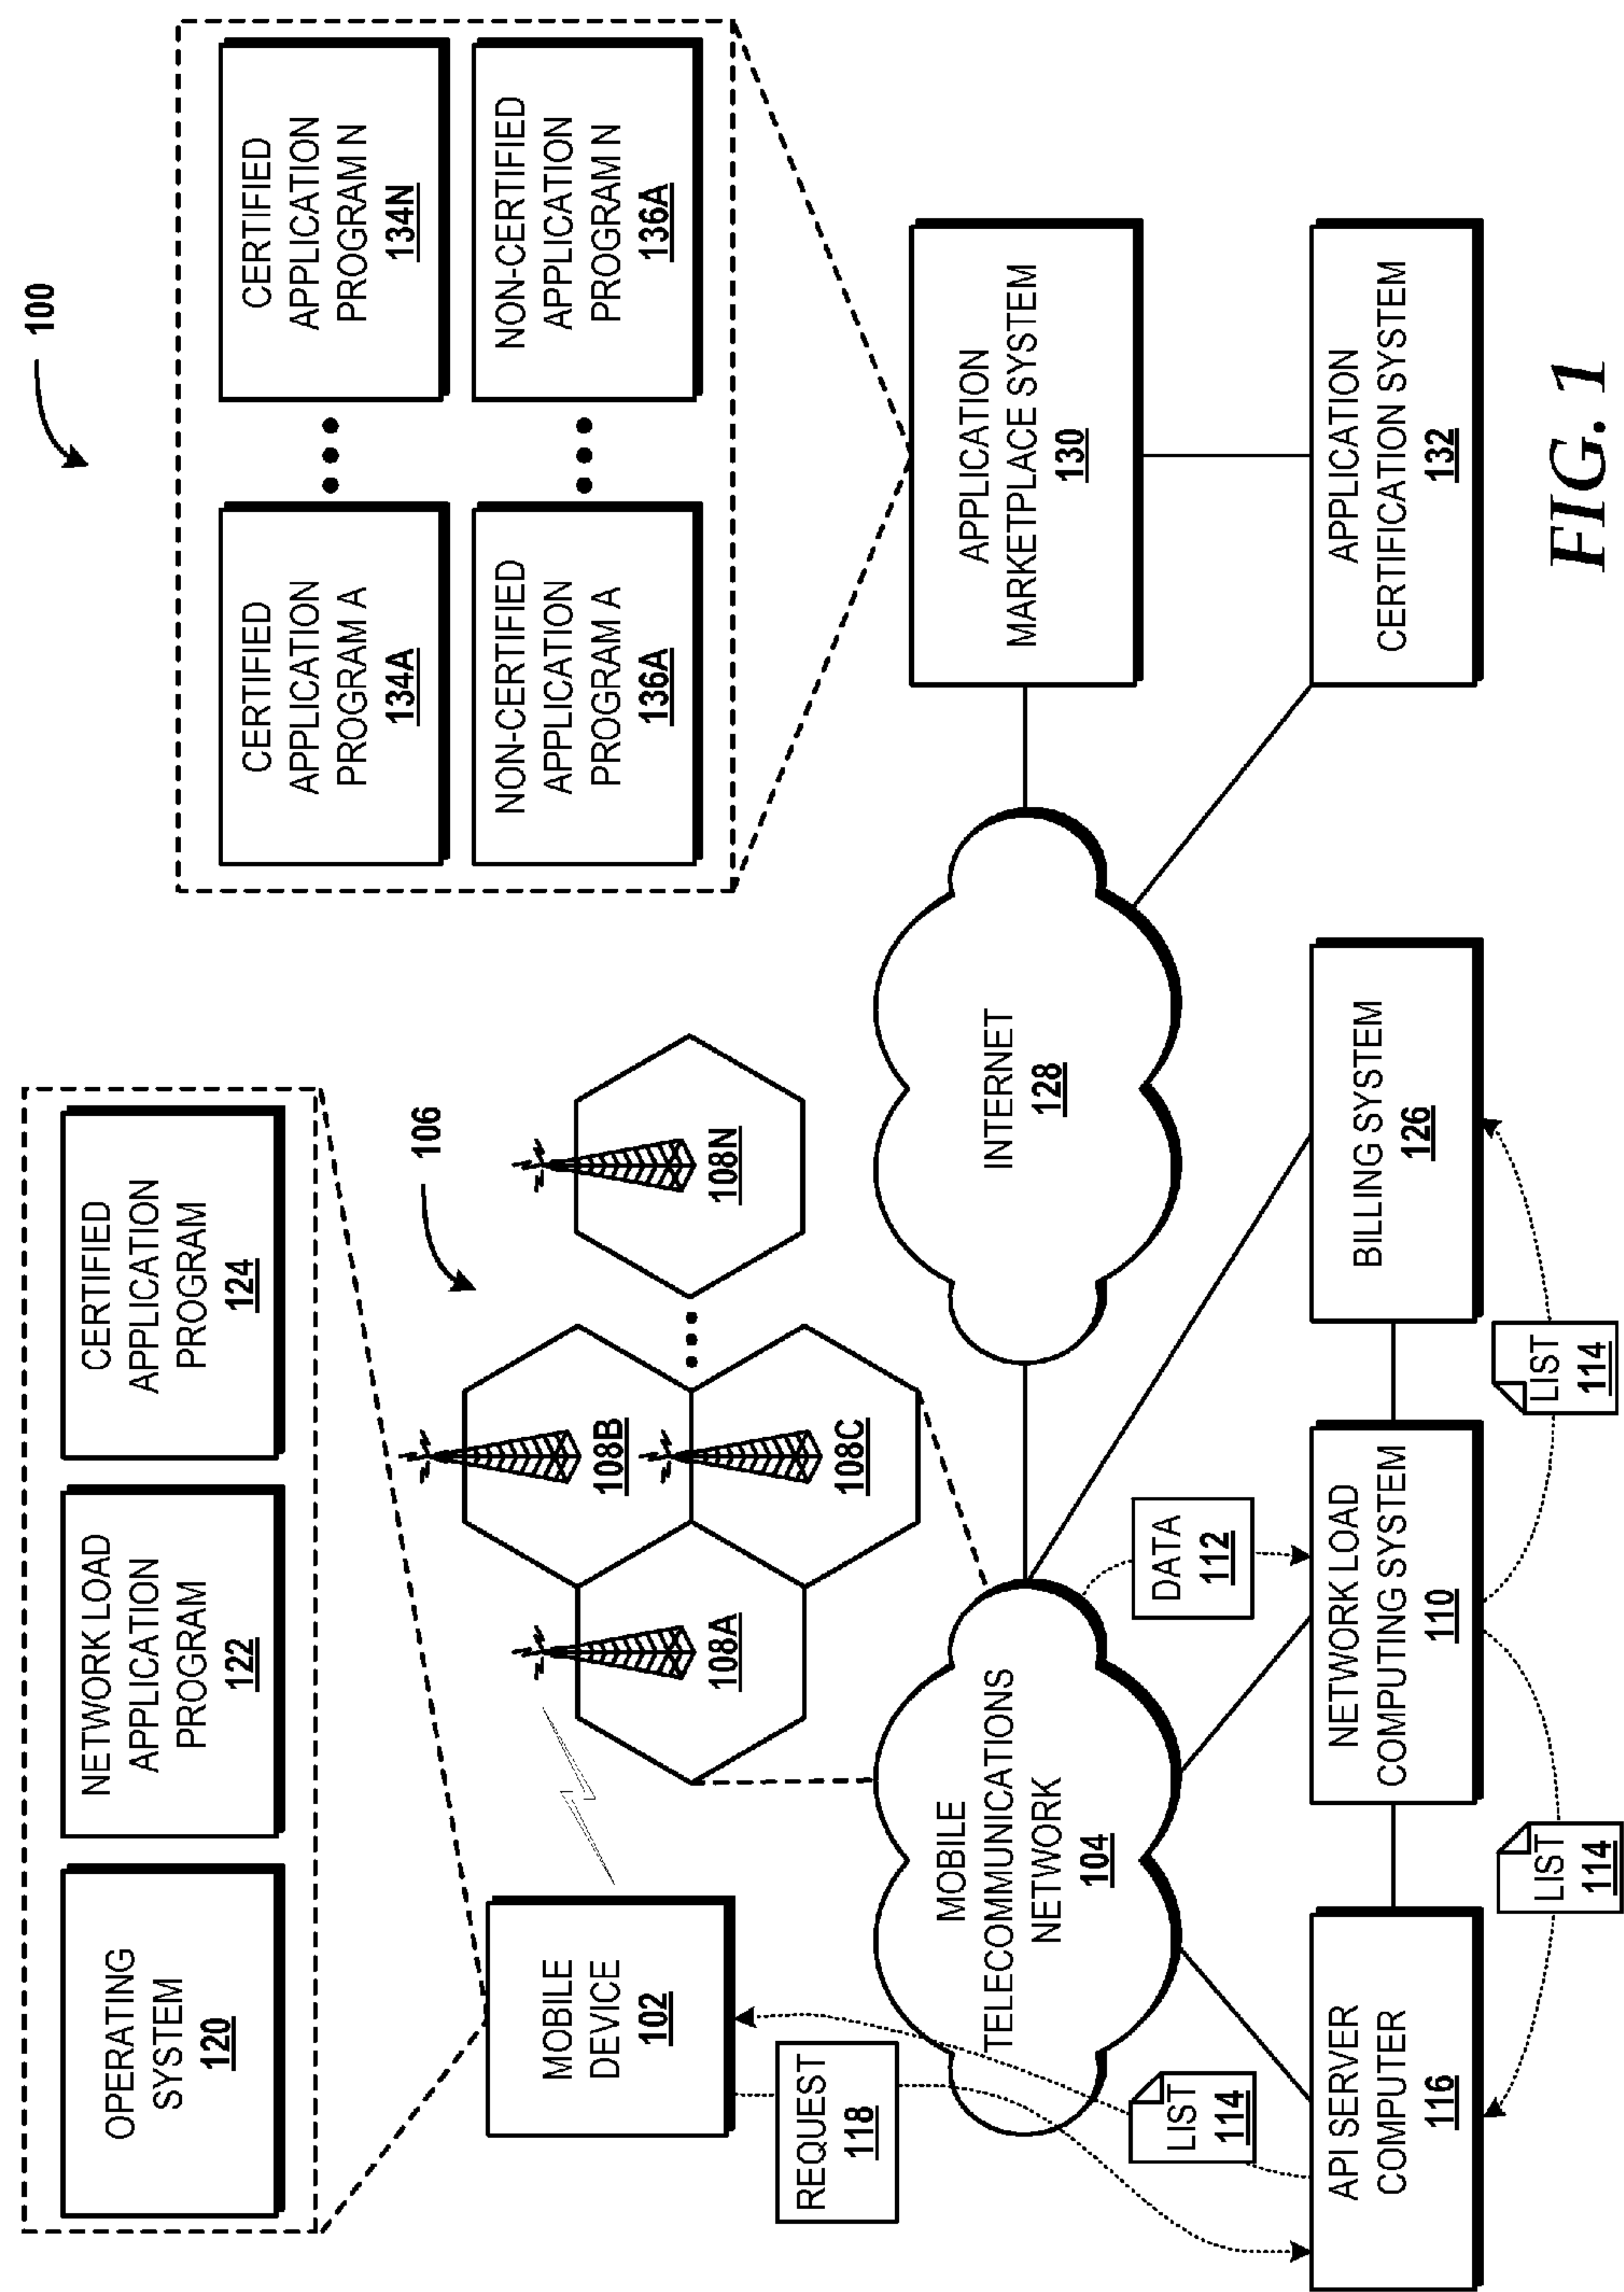 100
OPERATING
SYSTEM
120
NETWORK LOAD
APPLICATION
PROGRAM
122
CERTIFIED
APPLICATION
PROGRAM
124
CERTIFIED
APPLICATION
PROGRAM A
134A
CERTIFIED
APPLICATION
PROGRAM N
134N
NON-CERTIFIED
APPLICATION
PROGRAM A
136A
NON-CERTIFIED
APPLICATION
PROGRAM N
136A
106
108B
108A
108C
108N
MOBILE
DEVICE
102
REQUEST
118
MOBILE
TELECOMMUNICATIONS
NETWORK
104
INTERNET
128
APPLICATION
MARKETPLACE SYSTEM
130
LIST
114
DATA
112
API SERVER
COMPUTER
116
NETWORK LOAD
COMPUTING SYSTEM
110
BILLING SYSTEM
126
APPLICATION
CERTIFICATION SYSTEM
132
LIST
114
LIST
114
FIG. 1